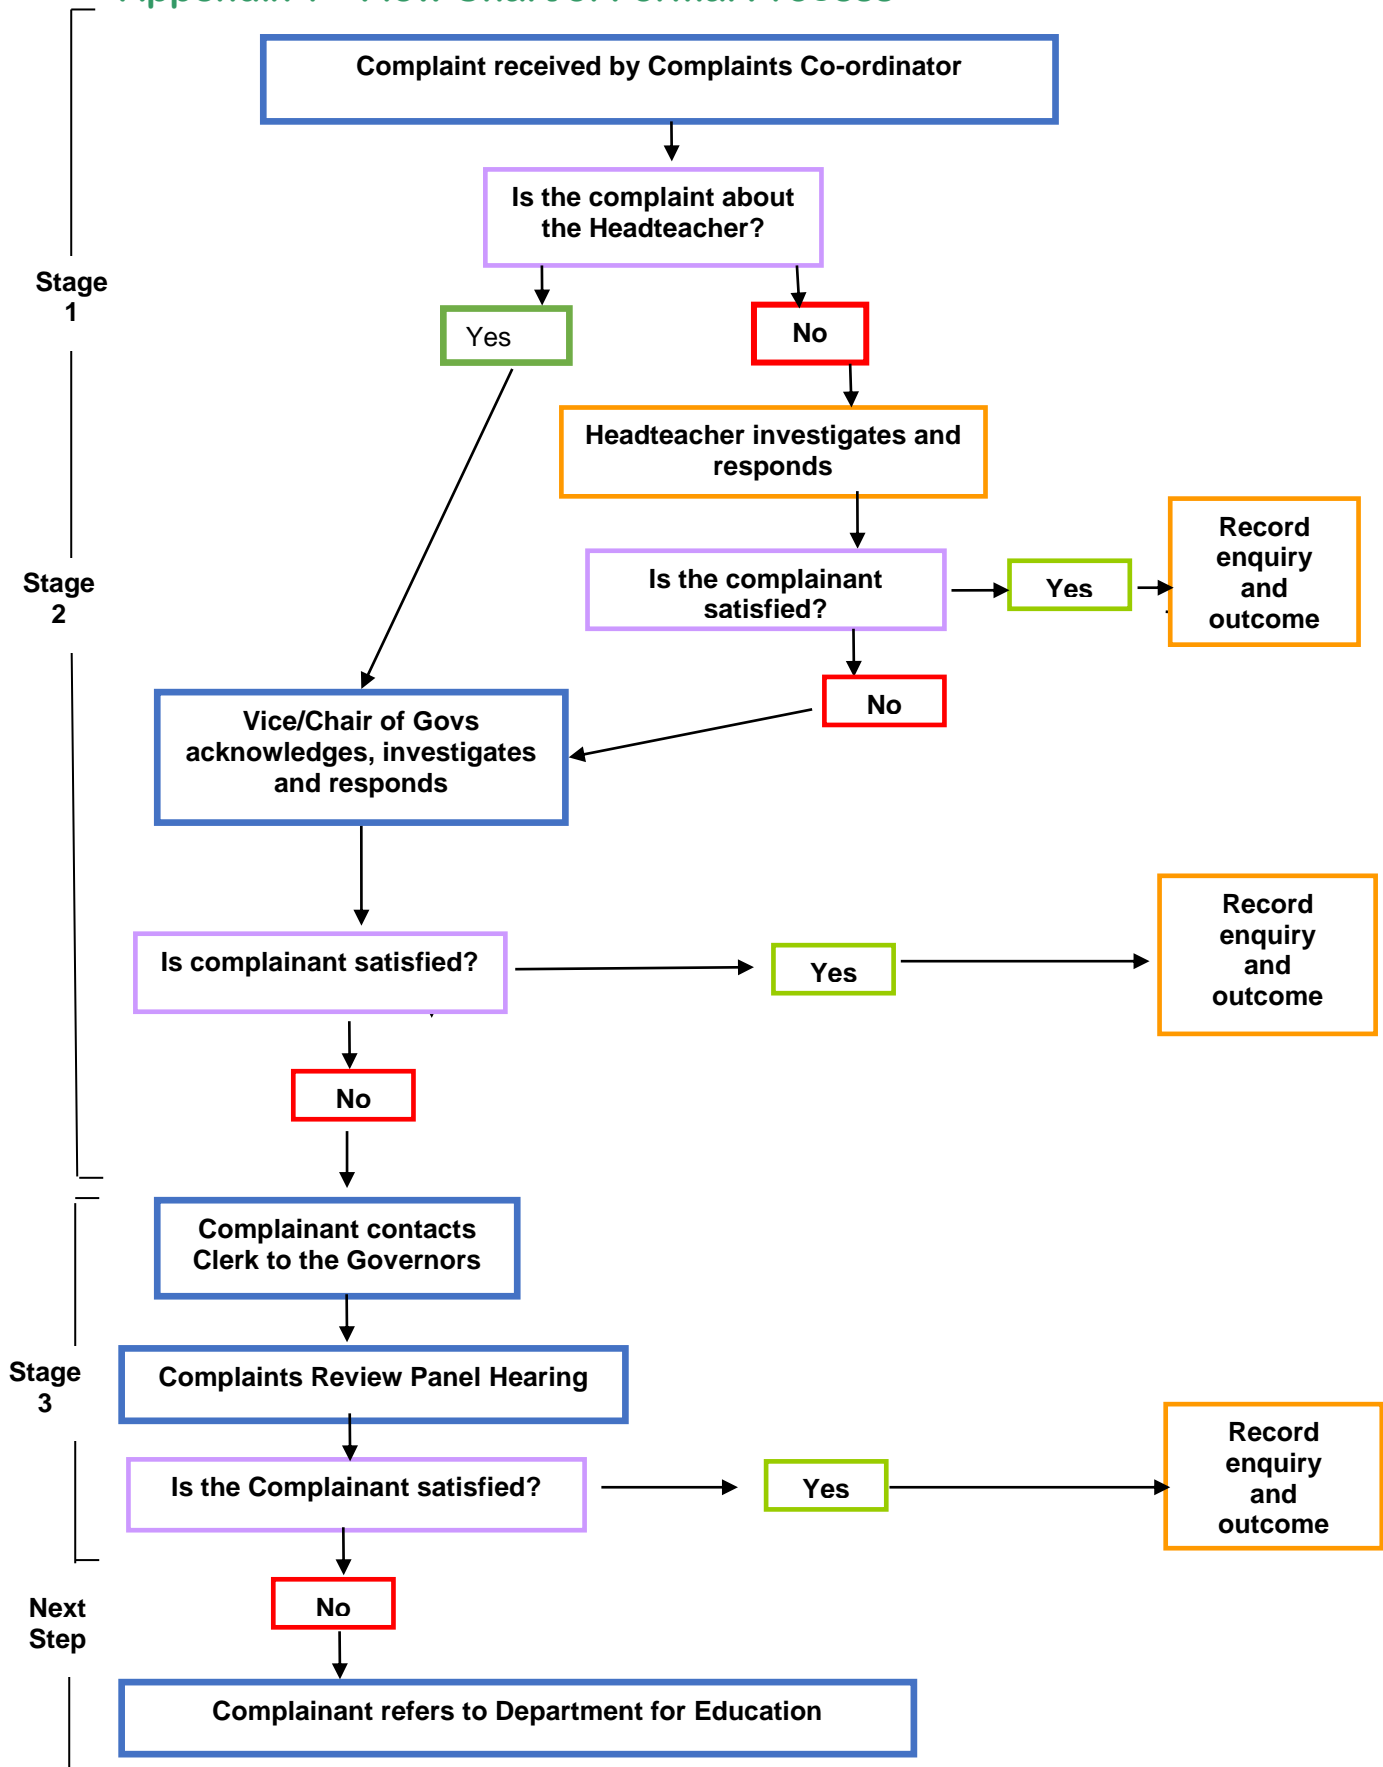 Complaint received by Complaints Co-ordinator
Is the complaint about
the Headteacher?
Stage
1
Yes
No
Headteacher investigates and
responds
Record
enquiry
and
outcome
Stage
2
Is the complainant
satisfied?
Yes
No
Vice/Chair of Govs
acknowledges, investigates
and responds
Record
enquiry
and
outcome
Is complainant satisfied?
Yes
No
Complainant contacts
Clerk to the Governors
Stage
3
Complaints Review Panel Hearing
Record
enquiry
and
outcome
Is the Complainant satisfied?
Yes
Next
Step
No
Complainant refers to Department for Education